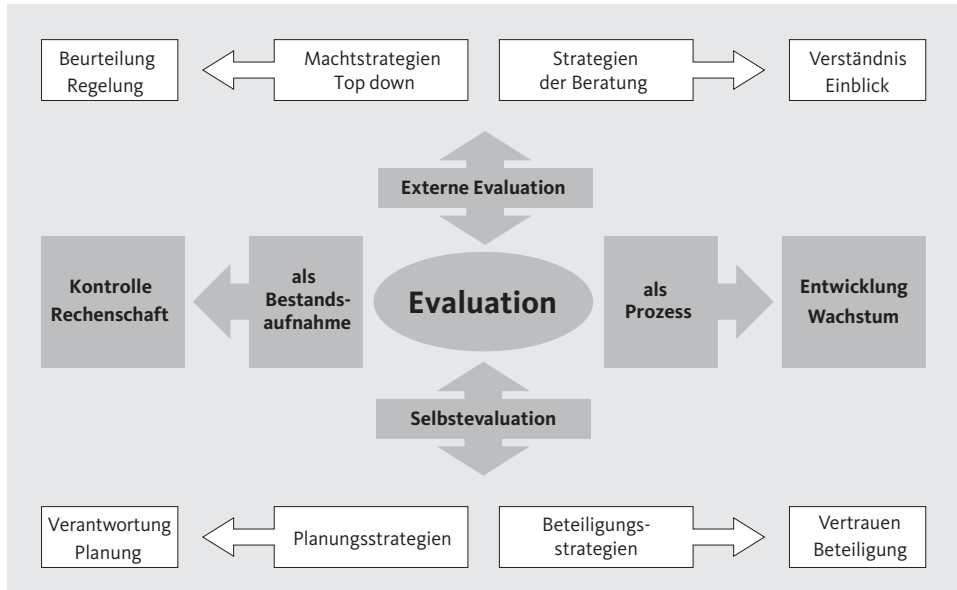 Beurteilung
Regelung
Machtstrategien
Top down
Strategien
der Beratung
Verständnis
Einblick
Externe Evaluation
Kontrolle
Rechenschaft
als
Bestands-
aufnahme
Evaluation
als
Prozess
Entwicklung
Wachstum
Selbstevaluation
Verantwortung
Planung
Planungsstrategien
Beteiligungs-
strategien
Vertrauen
Beteiligung